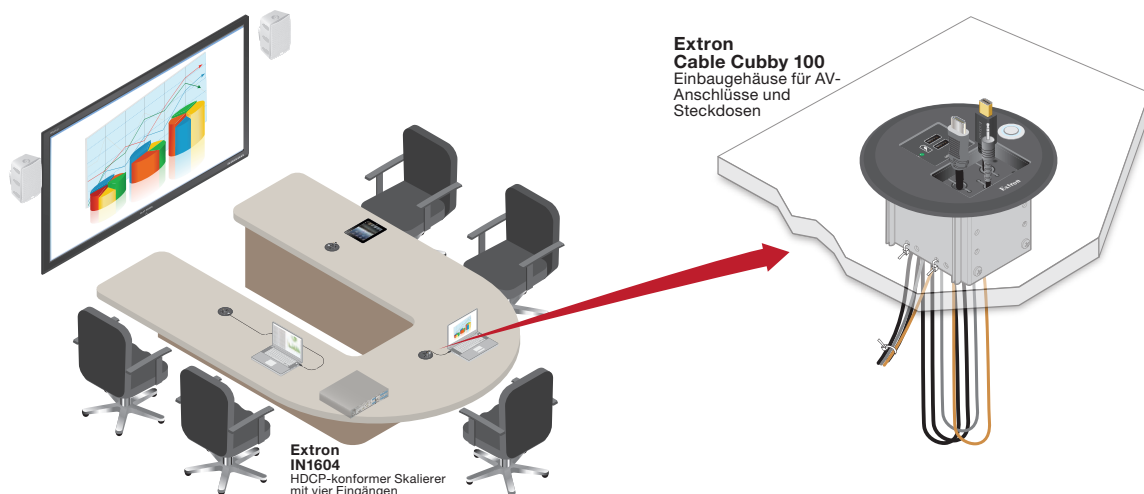 Extron
Cable Cubby 100
Einbaugehäuse für AV-
Anschlüsse und
Steckdosen
Extron
Extron
IN1604
HDCP-konformer Skalierer
mit vier Eingängen